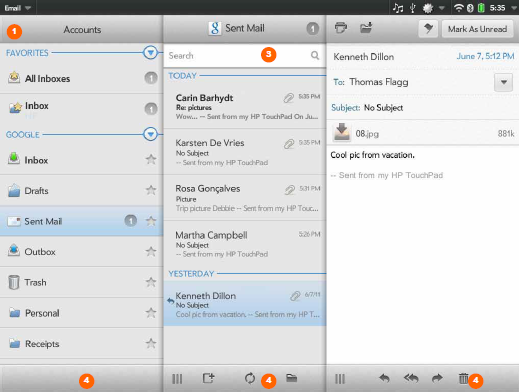 Email
5:35
1
Accounts
FAVORITES
All Inboxes
1
Inbox
1
GOOGLE
Inbox
Drafts
Sent Mail
1
Outbox
Trash
Personal
Receipts
4
8 Sent Mail
1
Search
3
TODAY
Carin Barhydt
5:35 PM
Re: pictures
Wow... -- Sent from my HP TouchPad On Ju...
Karsten De Vries
5:35 PM
No Subject
-- Sent from my HP TouchPad
Rosa Gonçalves
5:31 PM
Picture
Trip picture Debbie -- Sent from my HP Touc...
Martha Campbell
5:26 PM
No Subject
-- Sent from my HP TouchPad
YESTERDAY
Kenneth Dillon
6/7/11
No Subject
Cool pic from vacation. -- Sent from my HP T...
4
Mark As Unread
Kenneth Dillon
June 7, 5:12 PM
To: Thomas Flagg
Subject: No Subject
08.jpg
881k
Cool pic from vacation.
-- Sent from my HP TouchPad
4